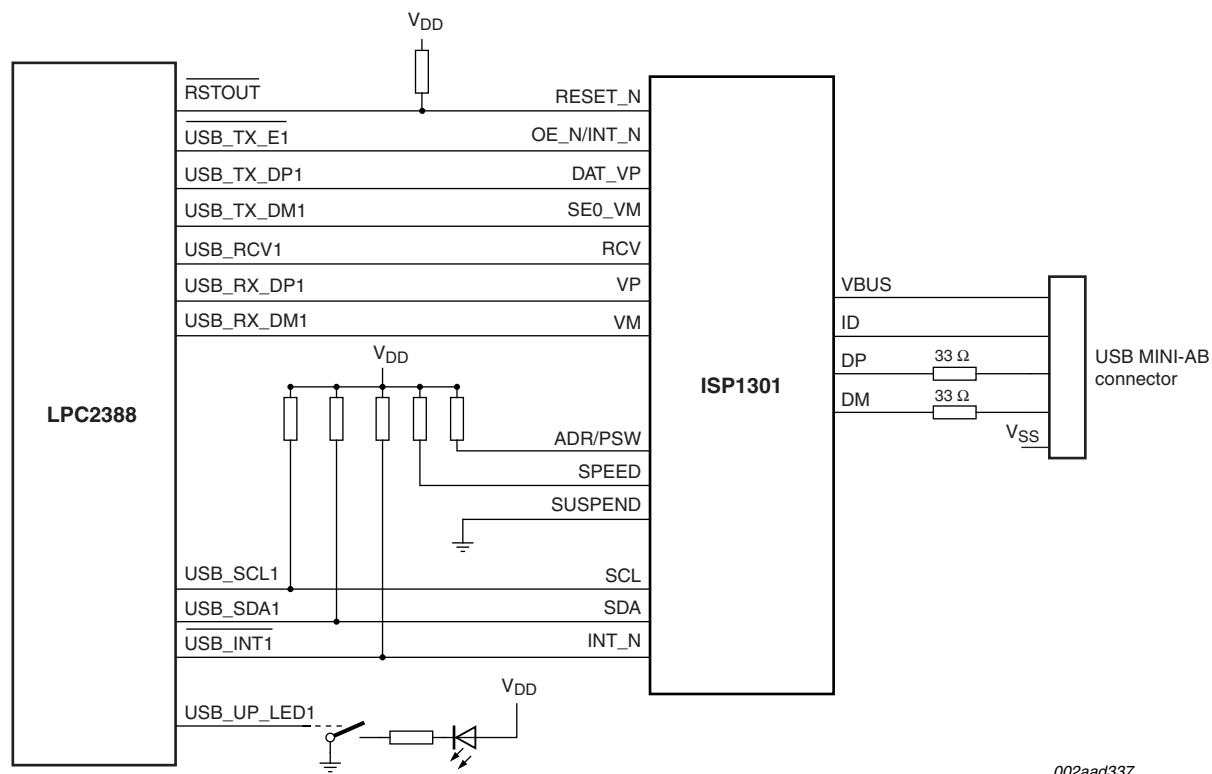 VDD
RSTOUT RESET_N
USB_TX_E1 OE_N/INT_N
USB_TX_DP1 DAT_VP
USB_TX_DM1 SE0_VM
USB_RCV1 RCV
USB_RX_DP1 VP
USB_RX_DM1 VM
VBUS
ID
DP 33 Ω
DM 33 Ω
VSS
USB MINI-AB
connector
VDD
LPC2388
ISP1301
ADR/PSW
SPEED
SUSPEND
USB_SCL1 SCL
USB_SDA1 SDA
USB_INT1 INT_N
VDD
USB_UP_LED1
002aad337